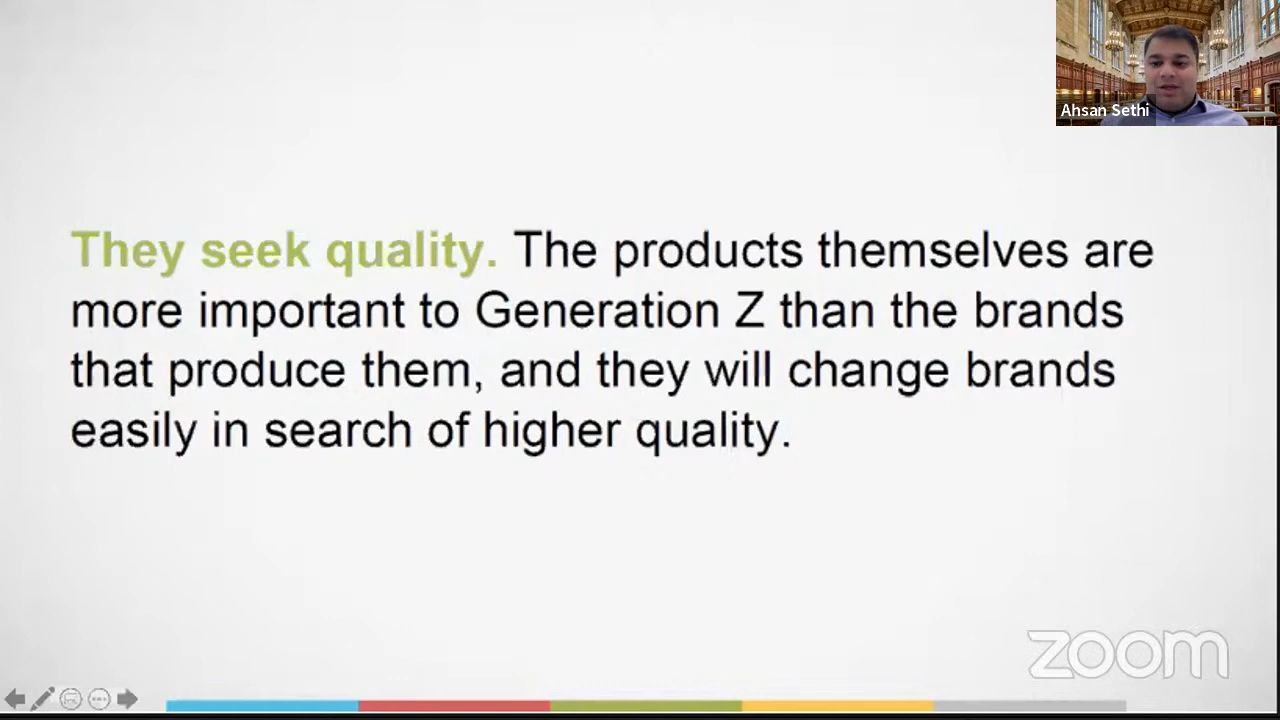 Ahsan Sethi
They seek quality. The products themselves are
more important to Generation Z than the brands
that produce them, and they will change brands
easily in search of higher quality.
zoom